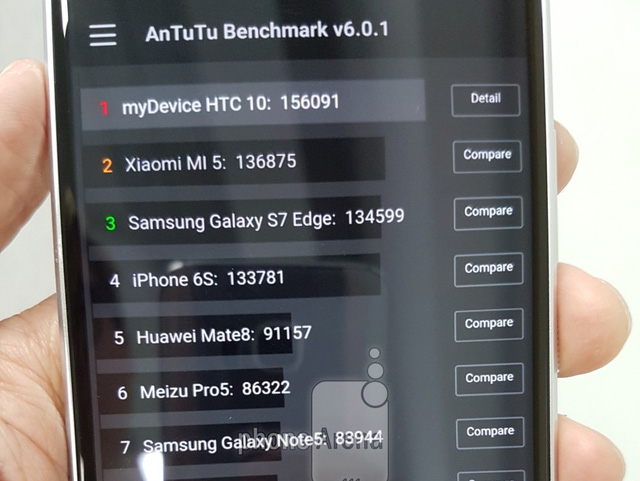 AnTuTu Benchmark v6.0.1
1 myDevice HTC 10: 156091 Detail
2 Xiaomi MI 5: 136875 Compare
3 Samsung Galaxy S7 Edge: 134599 Compare
4 iPhone 6S: 133781 Compare
5 Huawei Mate8: 91157 Compare
6 Meizu Pro5: 86322 Compare
7 Samsung Galaxy Note5: 83944 Compare
phoneArena